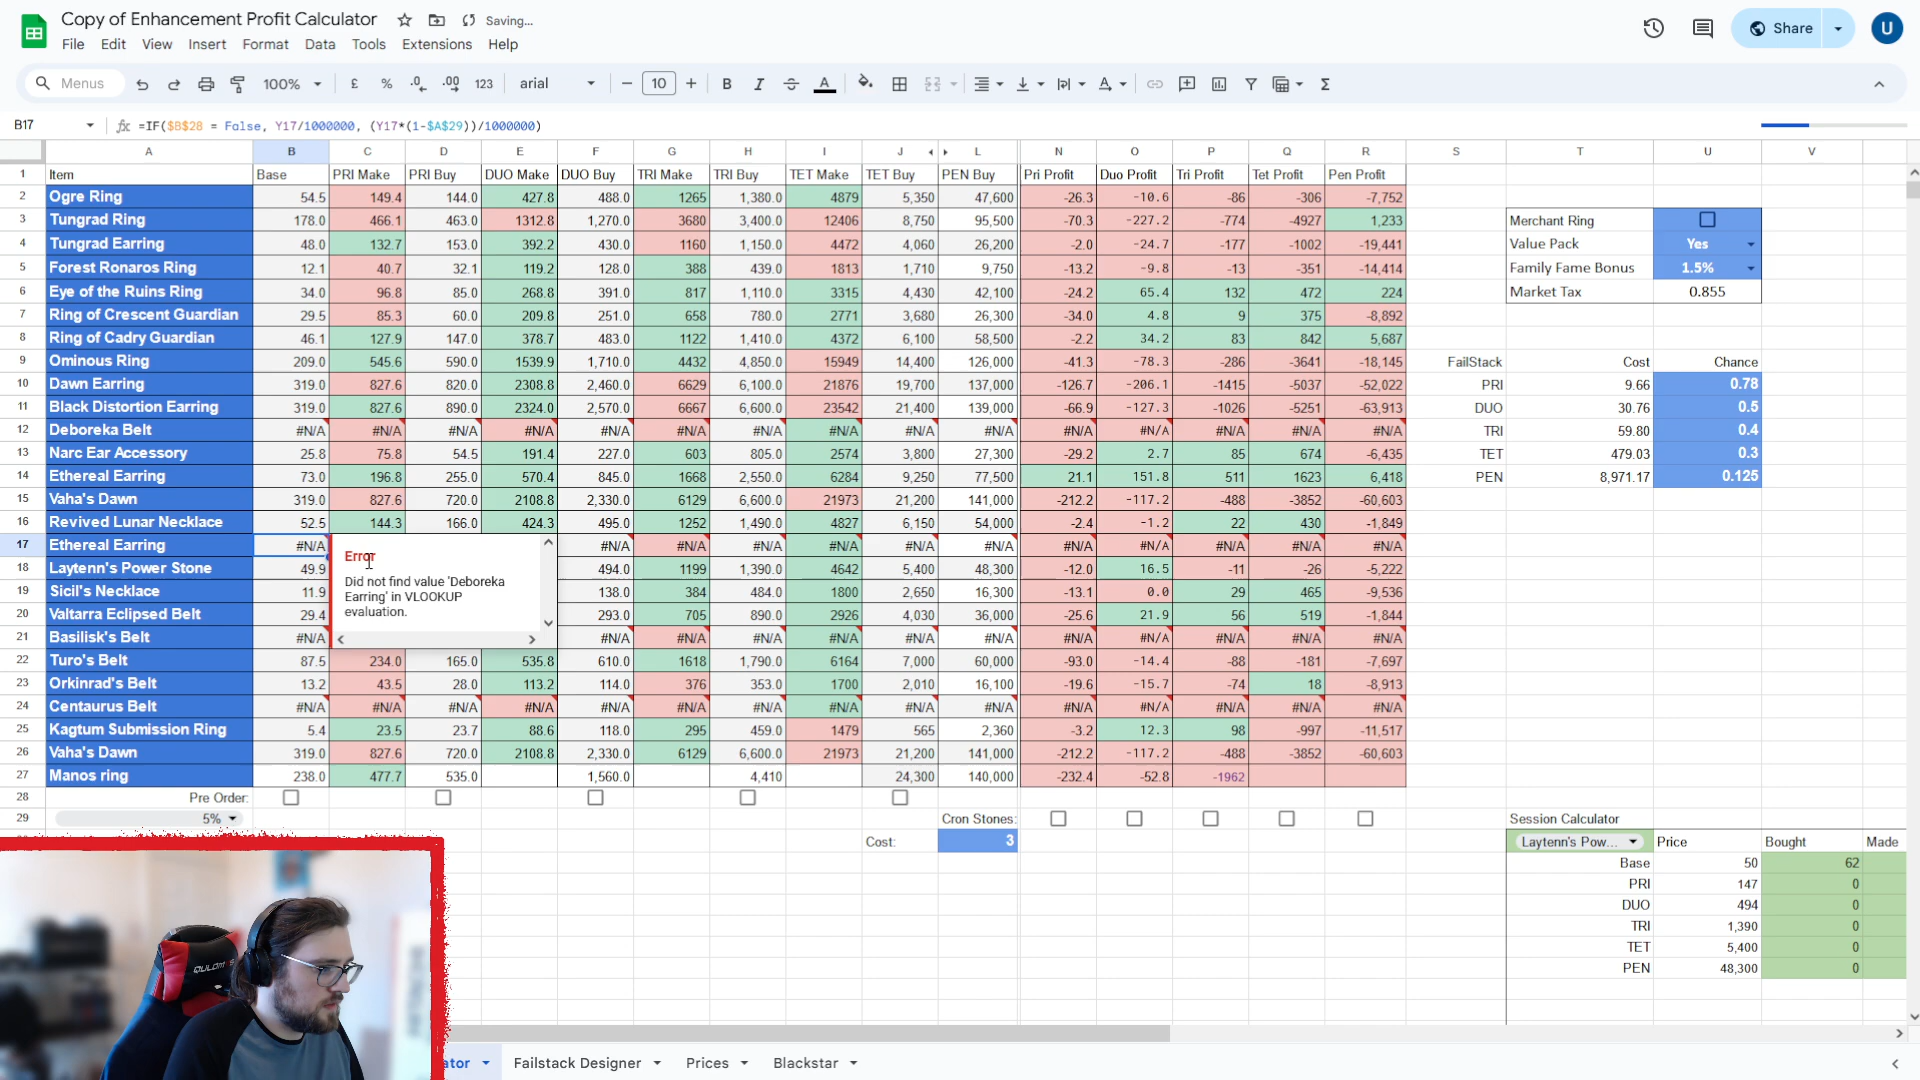 Copy of Enhancement Profit Calculator Saving...
File Edit View Insert Format Data Tools Extensions Help
Share U
Menus 100% £ % .0 .00 123 arial 10 B I A
B17 fx =IF($B$28 = False, Y17/1000000, (Y17*(1-$A$29))/1000000)
A B C D E F G H I J L N O P Q R S T U V
1 Item Base PRI Make PRI Buy DUO Make DUO Buy TRI Make TRI Buy TET Make TET Buy PEN Buy Pri Profit Duo Profit Tri Profit Tet Profit Pen Profit
2 Ogre Ring 54.5 149.4 144.0 427.8 488.0 1265 1,380.0 4879 5,350 47,600 -26.3 -10.6 -86 -306 -7,752
3 Tungrad Ring 178.0 466.1 463.0 1312.8 1,270.0 3680 3,400.0 12406 8,750 95,500 -70.3 -227.2 -774 -4927 1,233 Merchant Ring
4 Tungrad Earring 48.0 132.7 153.0 392.2 430.0 1160 1,150.0 4472 4,060 26,200 -2.0 -24.7 -177 -1002 -19,441 Value Pack Yes
5 Forest Ronaros Ring 12.1 40.7 32.1 119.2 128.0 388 439.0 1813 1,710 9,750 -13.2 -9.8 -13 -351 -14,414 Family Fame Bonus 1.5%
6 Eye of the Ruins Ring 34.0 96.8 85.0 268.8 391.0 817 1,110.0 3315 4,430 42,100 -24.2 65.4 132 472 224 Market Tax 0.855
7 Ring of Crescent Guardian 29.5 85.3 60.0 209.8 251.0 658 780.0 2771 3,680 26,300 -34.0 4.8 9 375 -8,892
8 Ring of Cadry Guardian 46.1 127.9 147.0 378.7 483.0 1122 1,410.0 4372 6,100 58,500 -2.2 34.2 83 842 5,687
9 Ominous Ring 209.0 545.6 590.0 1539.9 1,710.0 4432 4,850.0 15949 14,400 126,000 -41.3 -78.3 -286 -3641 -18,145 FailStack Cost Chance
10 Dawn Earring 319.0 827.6 820.0 2308.8 2,460.0 6629 6,100.0 21876 19,700 137,000 -126.7 -206.1 -1415 -5037 -52,022 PRI 9.66 0.78
11 Black Distortion Earring 319.0 827.6 890.0 2324.0 2,570.0 6667 6,600.0 23542 21,400 139,000 -66.9 -127.3 -1026 -5251 -63,913 DUO 30.76 0.5
12 Deboreka Belt #N/A #N/A #N/A #N/A #N/A #N/A #N/A #N/A #N/A #N/A #N/A #N/A #N/A #N/A #N/A TRI 59.80 0.4
13 Narc Ear Accessory 25.8 75.8 54.5 191.4 227.0 603 805.0 2574 3,800 27,300 -29.2 2.7 85 674 -6,435 TET 479.03 0.3
14 Ethereal Earring 73.0 196.8 255.0 570.4 845.0 1668 2,550.0 6284 9,250 77,500 21.1 151.8 511 1623 6,418 PEN 8,971.17 0.125
15 Vaha's Dawn 319.0 827.6 720.0 2108.8 2,330.0 6129 6,600.0 21973 21,200 141,000 -212.2 -117.2 -488 -3852 -60,603
16 Revived Lunar Necklace 52.5 144.3 166.0 424.3 495.0 1252 1,490.0 4827 6,150 54,000 -2.4 -1.2 22 430 -1,849
17 Ethereal Earring #N/A #N/A #N/A #N/A #N/A #N/A #N/A #N/A #N/A #N/A #N/A #N/A
Error
Did not find value 'Deboreka
Earring' in VLOOKUP
evaluation.
18 Laytenn's Power Stone 49.9 494.0 1199 1,390.0 4642 5,400 48,300 -12.0 16.5 -11 -26 -5,222
19 Sicil's Necklace 11.9 138.0 384 484.0 1800 2,650 16,300 -13.1 0.0 29 465 -9,536
20 Valtarra Eclipsed Belt 29.4 293.0 705 890.0 2926 4,030 36,000 -25.6 21.9 56 519 -1,844
21 Basilisk's Belt #N/A #N/A #N/A #N/A #N/A #N/A #N/A #N/A #N/A #N/A #N/A #N/A
22 Turo's Belt 87.5 234.0 165.0 535.8 610.0 1618 1,790.0 6164 7,000 60,000 -93.0 -14.4 -88 -181 -7,697
23 Orkinrad's Belt 13.2 43.5 28.0 113.2 114.0 376 353.0 1700 2,010 16,100 -19.6 -15.7 -74 18 -8,913
24 Centaurus Belt #N/A #N/A #N/A #N/A #N/A #N/A #N/A #N/A #N/A #N/A #N/A #N/A #N/A #N/A #N/A
25 Kagtum Submission Ring 5.4 23.5 23.7 88.6 118.0 295 459.0 1479 565 2,360 -3.2 12.3 98 -997 -11,517
26 Vaha's Dawn 319.0 827.6 720.0 2108.8 2,330.0 6129 6,600.0 21973 21,200 141,000 -212.2 -117.2 -488 -3852 -60,603
27 Manos ring 238.0 477.7 535.0 1,560.0 4,410 24,300 140,000 -232.4 -52.8 -1962
28 Pre Order:
29 5% Cron Stones: Session Calculator
Cost: 3 Laytenn's Pow... Price Bought Made
Base 50 62
PRI 147 0
DUO 494 0
TRI 1,390 0
TET 5,400 0
PEN 48,300 0
QULOMVS
ator Failstack Designer Prices Blackstar